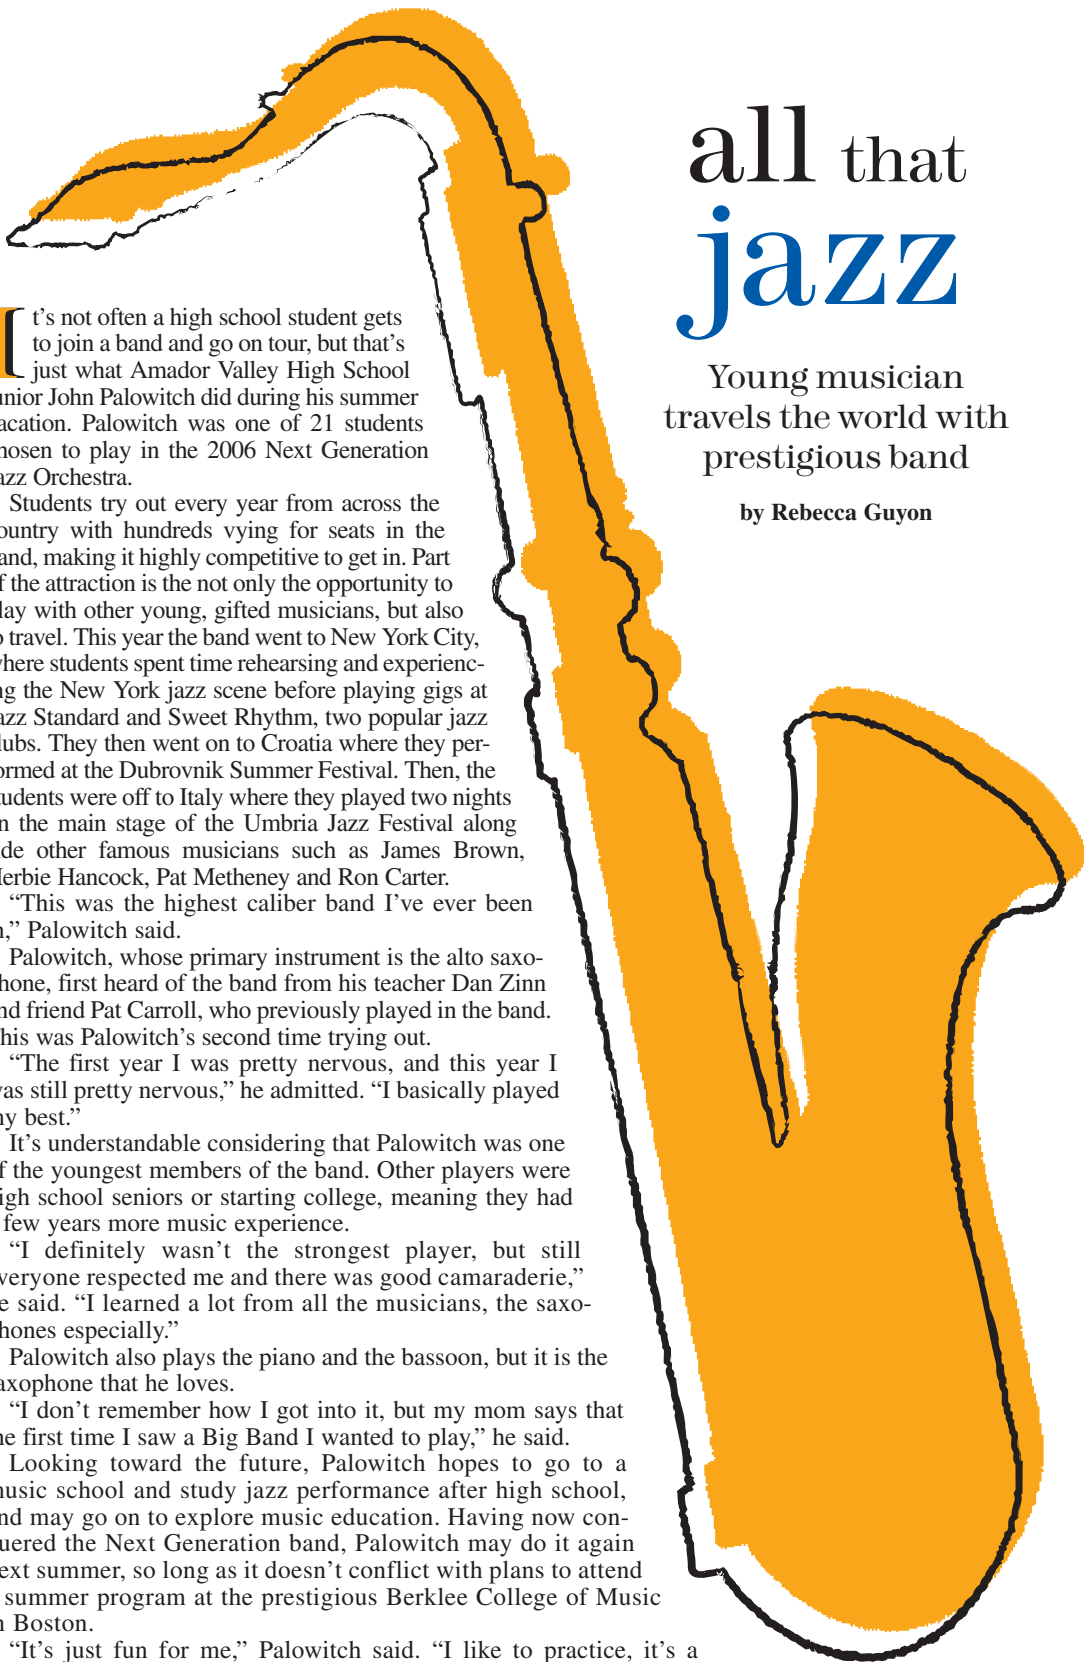 all that
jazz
Young musician
travels the world with
prestigious band
by Rebecca Guyon
It's not often a high school student gets
to join a band and go on tour, but that's
just what Amador Valley High School
unior John Palowitch did during his summer
acation. Palowitch was one of 21 students
hosen to play in the 2006 Next Generation
azz Orchestra.
Students try out every year from across the
ountry with hundreds vying for seats in the
and, making it highly competitive to get in. Part
f the attraction is the not only the opportunity to
lay with other young, gifted musicians, but also
o travel. This year the band went to New York City,
where students spent time rehearsing and experienc-
ng the New York jazz scene before playing gigs at
azz Standard and Sweet Rhythm, two popular jazz
lubs. They then went on to Croatia where they per-
ormed at the Dubrovnik Summer Festival. Then, the
tudents were off to Italy where they played two nights
n the main stage of the Umbria Jazz Festival along
ide other famous musicians such as James Brown,
Herbie Hancock, Pat Metheney and Ron Carter.
“This was the highest caliber band I've ever been
n,” Palowitch said.
Palowitch, whose primary instrument is the alto saxo-
hone, first heard of the band from his teacher Dan Zinn
nd friend Pat Carroll, who previously played in the band.
This was Palowitch's second time trying out.
“The first year I was pretty nervous, and this year I
was still pretty nervous,” he admitted. “I basically played
my best.”
It's understandable considering that Palowitch was one
f the youngest members of the band. Other players were
igh school seniors or starting college, meaning they had
few years more music experience.
“I definitely wasn't the strongest player, but still
veryone respected me and there was good camaraderie,”
e said. “I learned a lot from all the musicians, the saxo-
hones especially.”
Palowitch also plays the piano and the bassoon, but it is the
axophone that he loves.
“I don't remember how I got into it, but my mom says that
he first time I saw a Big Band I wanted to play,” he said.
Looking toward the future, Palowitch hopes to go to a
music school and study jazz performance after high school,
nd may go on to explore music education. Having now con-
uered the Next Generation band, Palowitch may do it again
ext summer, so long as it doesn't conflict with plans to attend
summer program at the prestigious Berklee College of Music
n Boston.
“It's just fun for me,” Palowitch said. “I like to practice, it's a